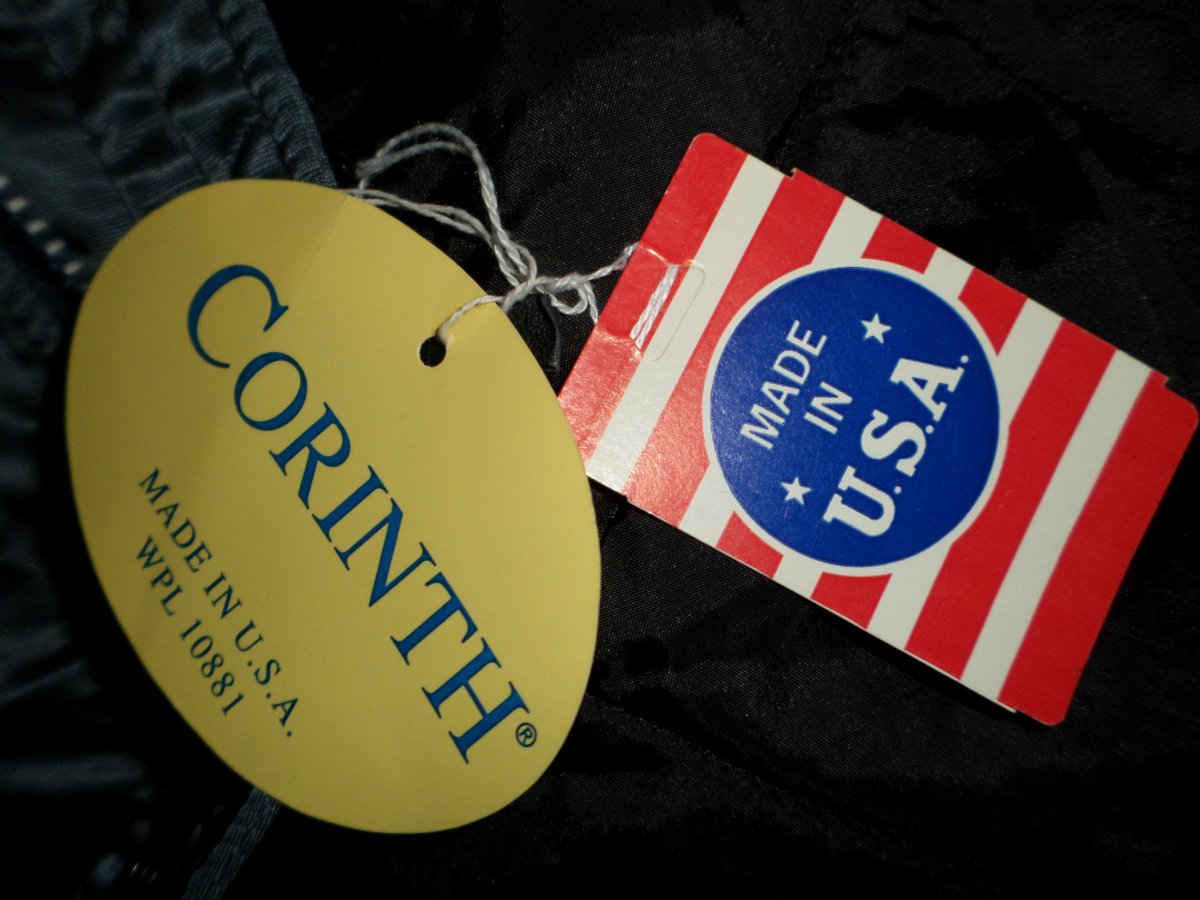 CORINTH®
MADE IN U.S.A.
WPL 10881
MADE
IN
U.S.A.